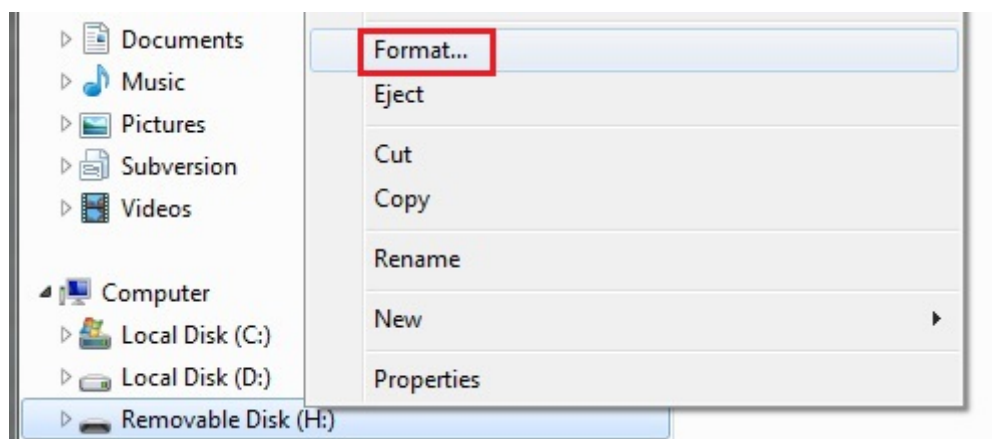 Documents
Music
Pictures
Subversion
Videos
Computer
Local Disk (C:)
Local Disk (D:)
Removable Disk (H:)
Format...
Eject
Cut
Copy
Rename
New
Properties